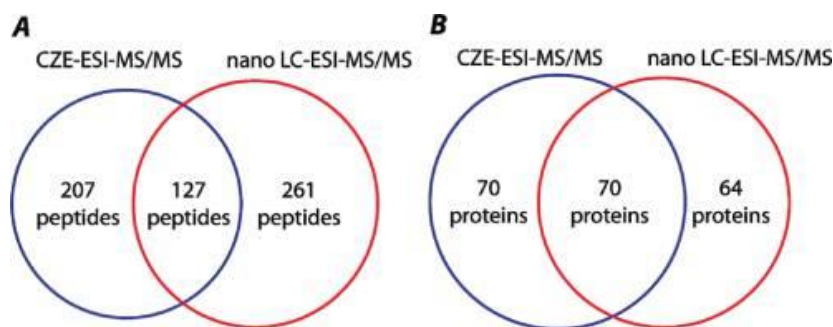 A
CZE-ESI-MS/MS nano LC-ESI-MS/MS
207 peptides
127 peptides
261 peptides
B
CZE-ESI-MS/MS nano LC-ESI-MS/MS
70 proteins
70 proteins
64 proteins